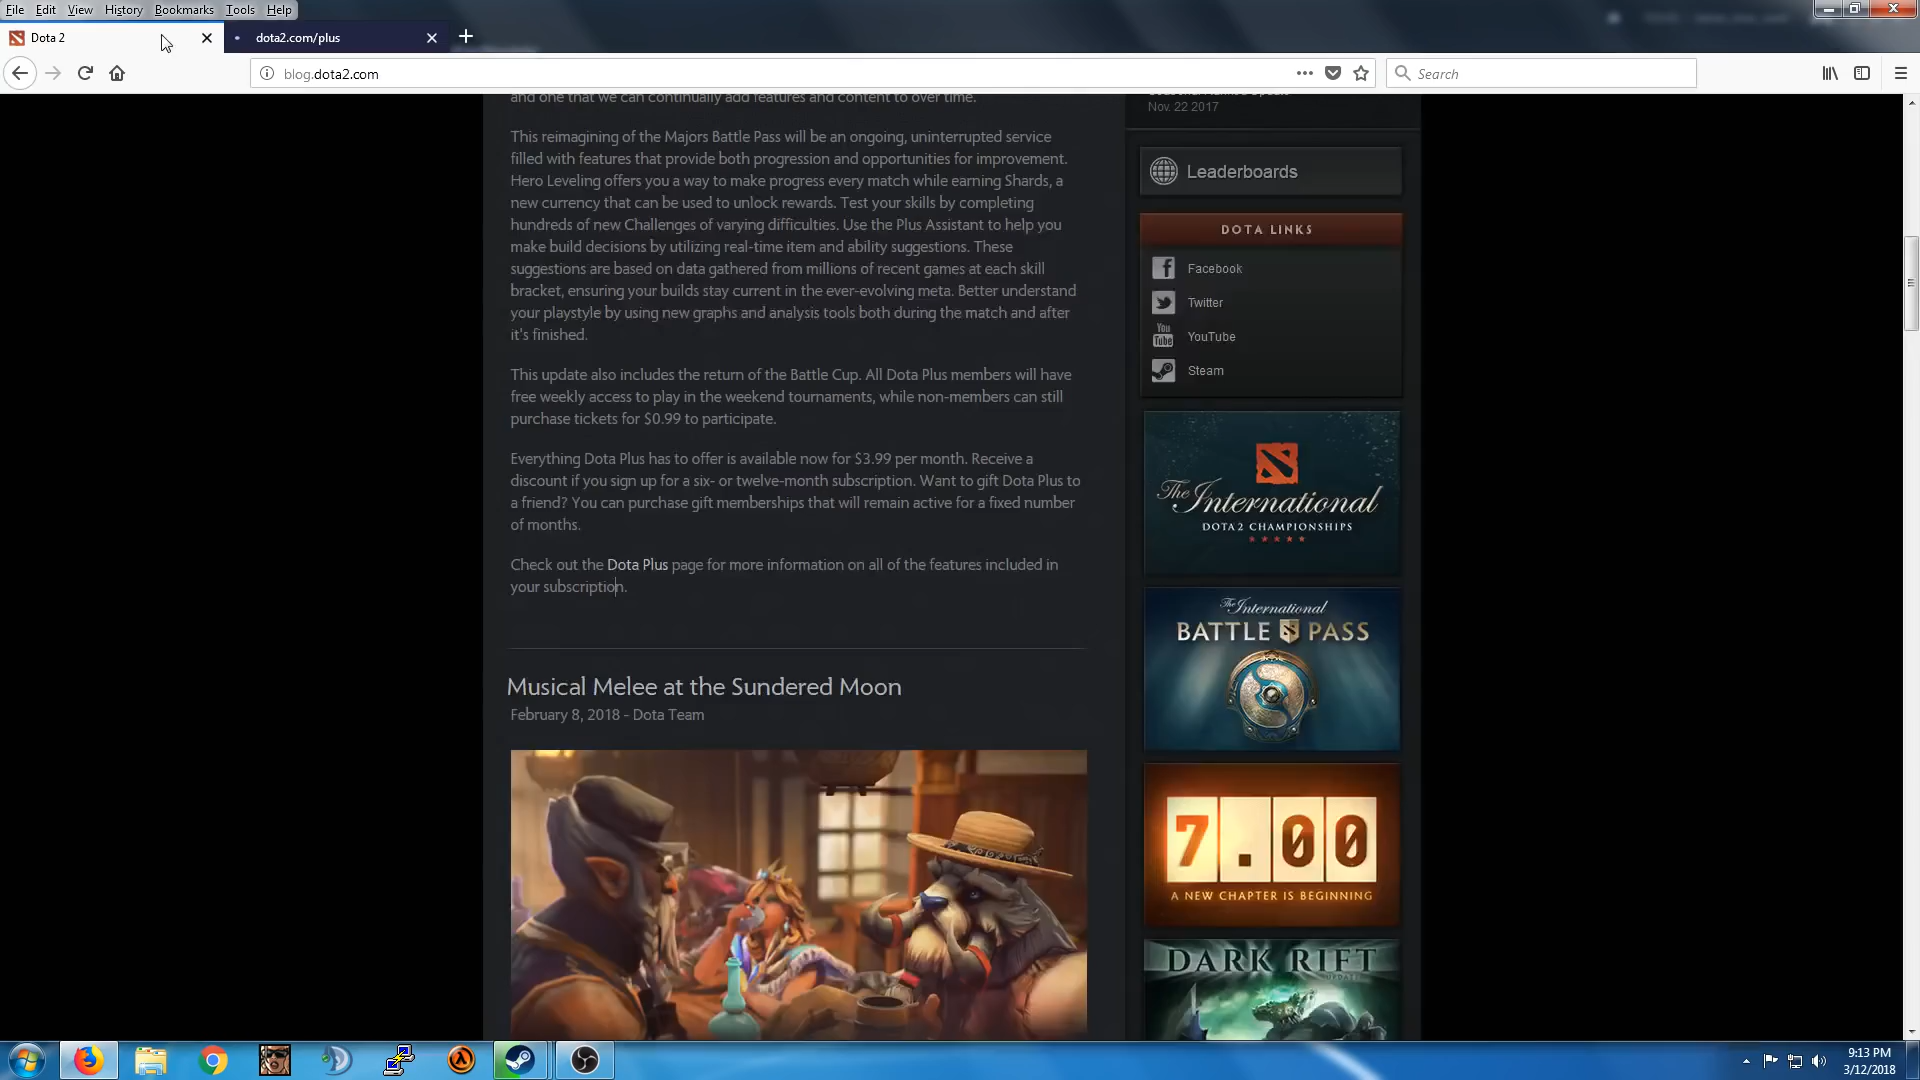 File Edit View History Bookmarks Tools Help
Dota 2
dota2.com/plus
blog.dota2.com
Search
and one that we can continually add features and content to over time.
This reimagining of the Majors Battle Pass will be an ongoing, uninterrupted service
filled with features that provide both progression and opportunities for improvement.
Hero Leveling offers you a way to make progress every match while earning Shards, a
new currency that can be used to unlock rewards. Test your skills by completing
hundreds of new Challenges of varying difficulties. Use the Plus Assistant to help you
make build decisions by utilizing real-time item and ability suggestions. These
suggestions are based on data gathered from millions of recent games at each skill
bracket, ensuring your builds stay current in the ever-evolving meta. Better understand
your playstyle by using new graphs and analysis tools both during the match and after
it's finished.
This update also includes the return of the Battle Cup. All Dota Plus members will have
free weekly access to play in the weekend tournaments, while non-members can still
purchase tickets for $0.99 to participate.
Everything Dota Plus has to offer is available now for $3.99 per month. Receive a
discount if you sign up for a six- or twelve-month subscription. Want to gift Dota Plus to
a friend? You can purchase gift memberships that will remain active for a fixed number
of months.
Check out the Dota Plus page for more information on all of the features included in
your subscription.
Musical Melee at the Sundered Moon
February 8, 2018 - Dota Team
Nov. 22 2017
Leaderboards
DOTA LINKS
Facebook
Twitter
You
Tube
YouTube
Steam
The International
DOTA 2 CHAMPIONSHIPS
The International
BATTLE PASS
7.00
A NEW CHAPTER IS BEGINNING
DARK RIFT
UPDATE
9:13 PM
3/12/2018